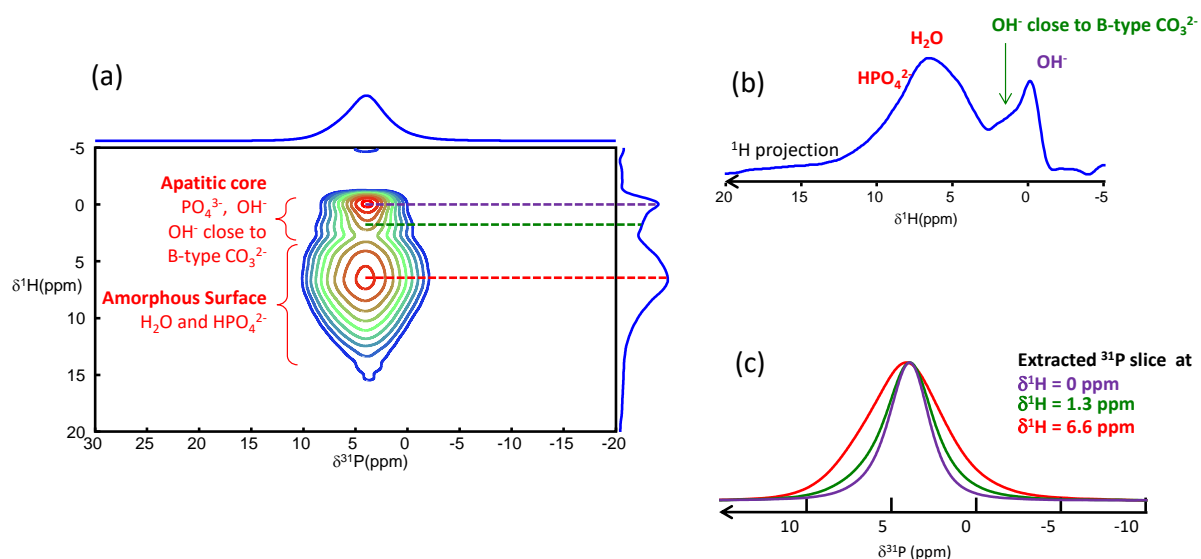 (a)
-5
0
5
10
15
20
δ¹H(ppm)
Apatitic core
PO₄³⁻, OH⁻
OH⁻ close to
B-type CO₃²⁻
Amorphous Surface
H₂O and HPO₄²⁻
30 25 20 15 10 5 0 -5 -10 -15 -20
δ³¹P(ppm)
(b)
OH⁻ close to B-type CO₃²⁻
H₂O
OH⁻
HPO₄²⁻
¹H projection
20 15 10 5 0 -5
δ¹H(ppm)
(c)
Extracted ³¹P slice at
δ¹H = 0 ppm
δ¹H = 1.3 ppm
δ¹H = 6.6 ppm
10 5 0 -5 -10
δ³¹P (ppm)